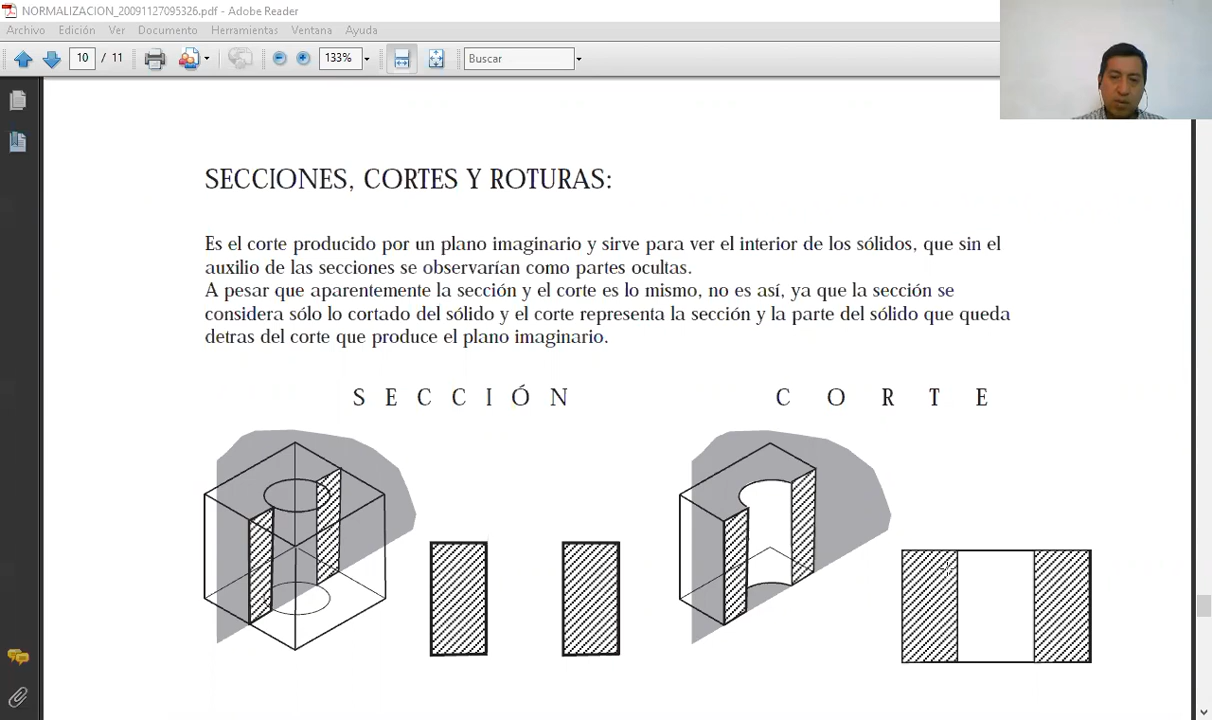 NORMALIZACION_20091127095326.pdf - Adobe Reader
Archivo Edición Ver Documento Herramientas Ventana Ayuda
10 / 11 133% Buscar
SECCIONES, CORTES Y ROTURAS:
Es el corte producido por un plano imaginario y sirve para ver el interior de los sólidos, que sin el
auxilio de las secciones se observarían como partes ocultas.
A pesar que aparentemente la sección y el corte es lo mismo, no es así, ya que la sección se
considera sólo lo cortado del sólido y el corte representa la sección y la parte del sólido que queda
detras del corte que produce el plano imaginario.
S E C C I Ó N C O R T E